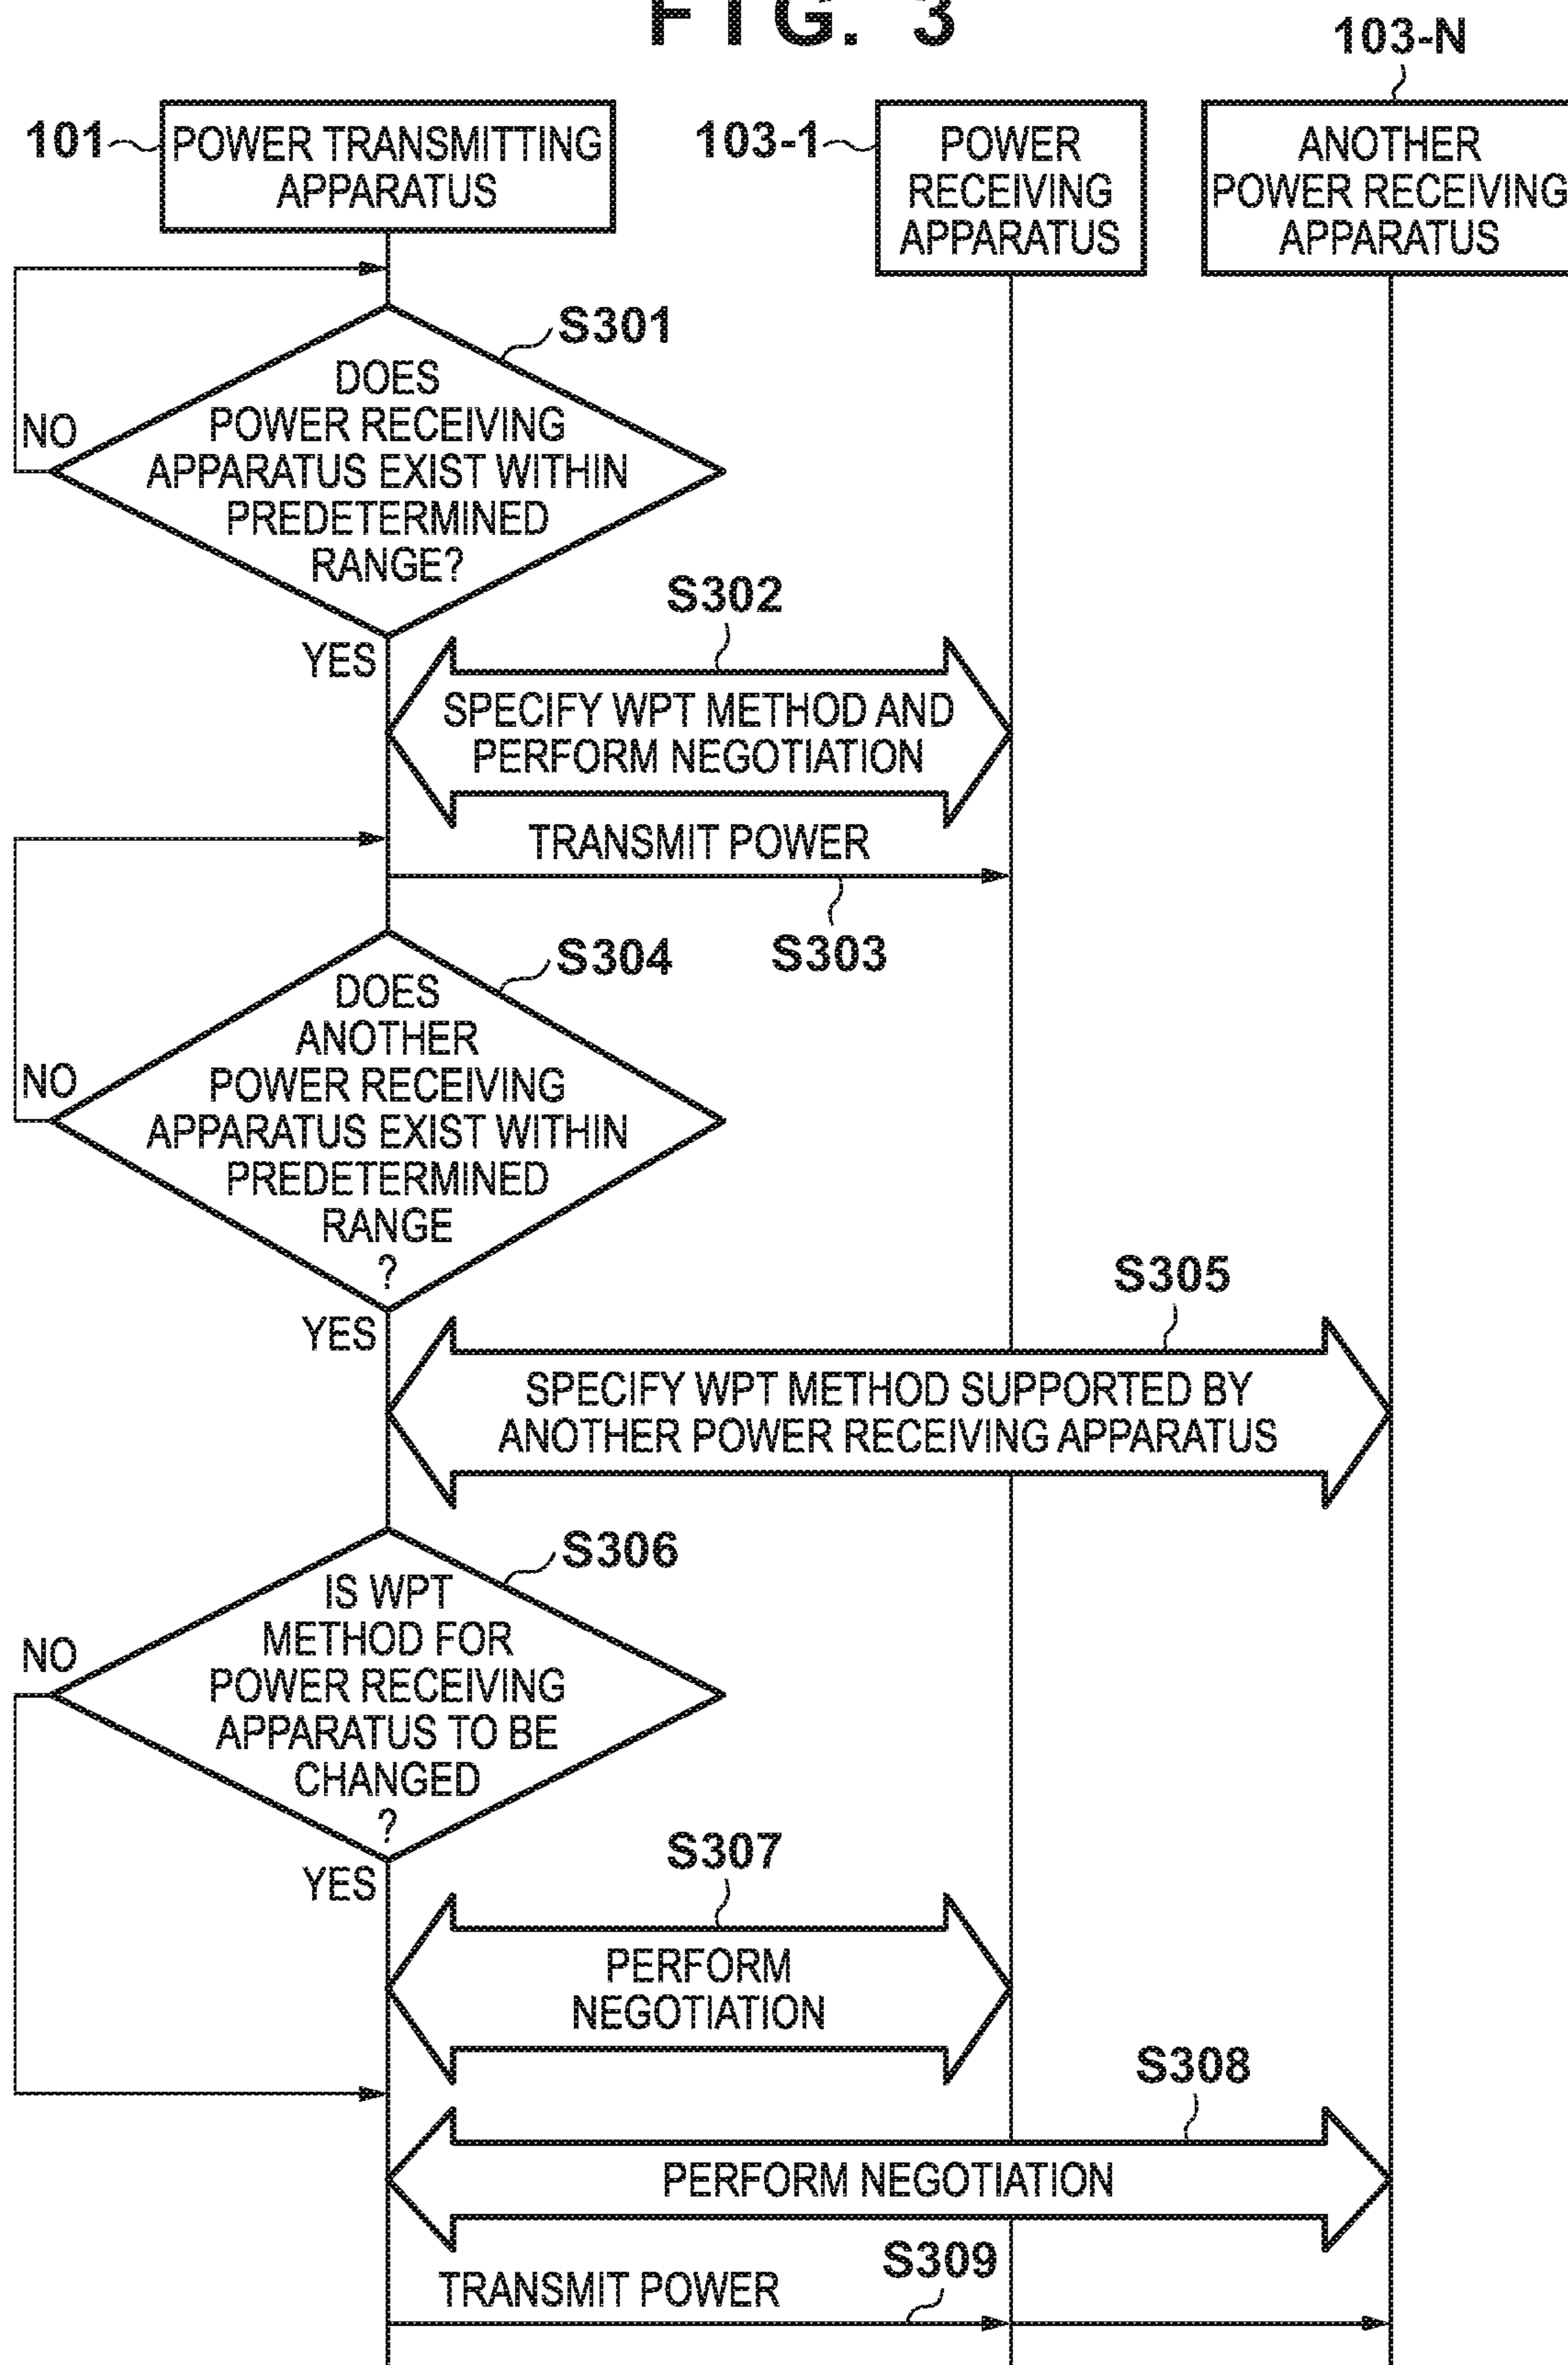 FIG. 3
103-N
101
POWER TRANSMITTING
APPARATUS
103-1
POWER
RECEIVING
APPARATUS
ANOTHER
POWER RECEIVING
APPARATUS
S301
DOES
POWER RECEIVING
APPARATUS EXIST WITHIN
PREDETERMINED
RANGE?
NO
YES
S302
SPECIFY WPT METHOD AND
PERFORM NEGOTIATION
TRANSMIT POWER
S303
S304
DOES
ANOTHER
POWER RECEIVING
APPARATUS EXIST WITHIN
PREDETERMINED
RANGE
?
NO
YES
S305
SPECIFY WPT METHOD SUPPORTED BY
ANOTHER POWER RECEIVING APPARATUS
S306
IS WPT
METHOD FOR
POWER RECEIVING
APPARATUS TO BE
CHANGED
?
NO
YES
S307
PERFORM
NEGOTIATION
S308
PERFORM NEGOTIATION
S309
TRANSMIT POWER